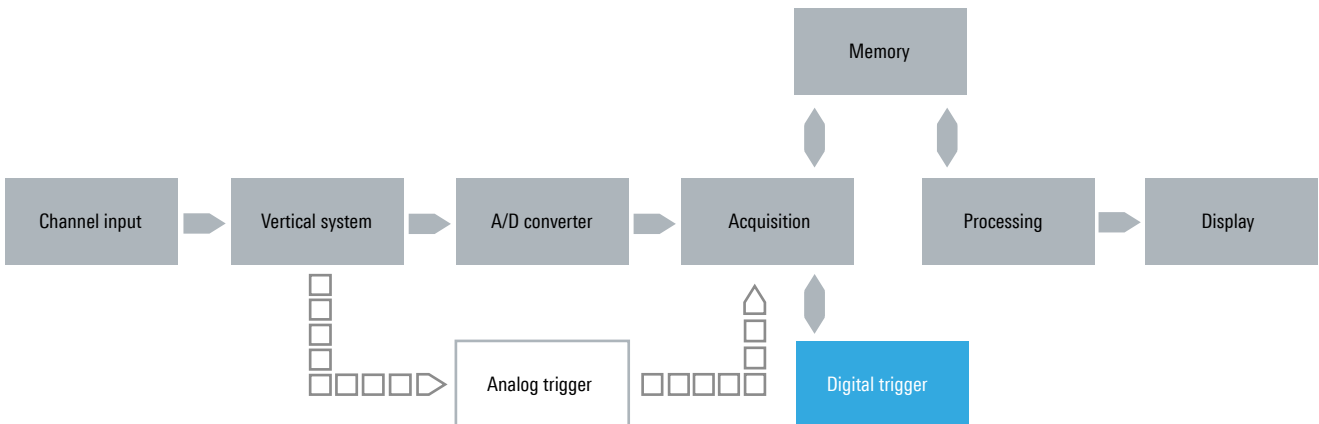 Memory
Channel input
Vertical system
A/D converter
Acquisition
Processing
Display
Analog trigger
Digital trigger